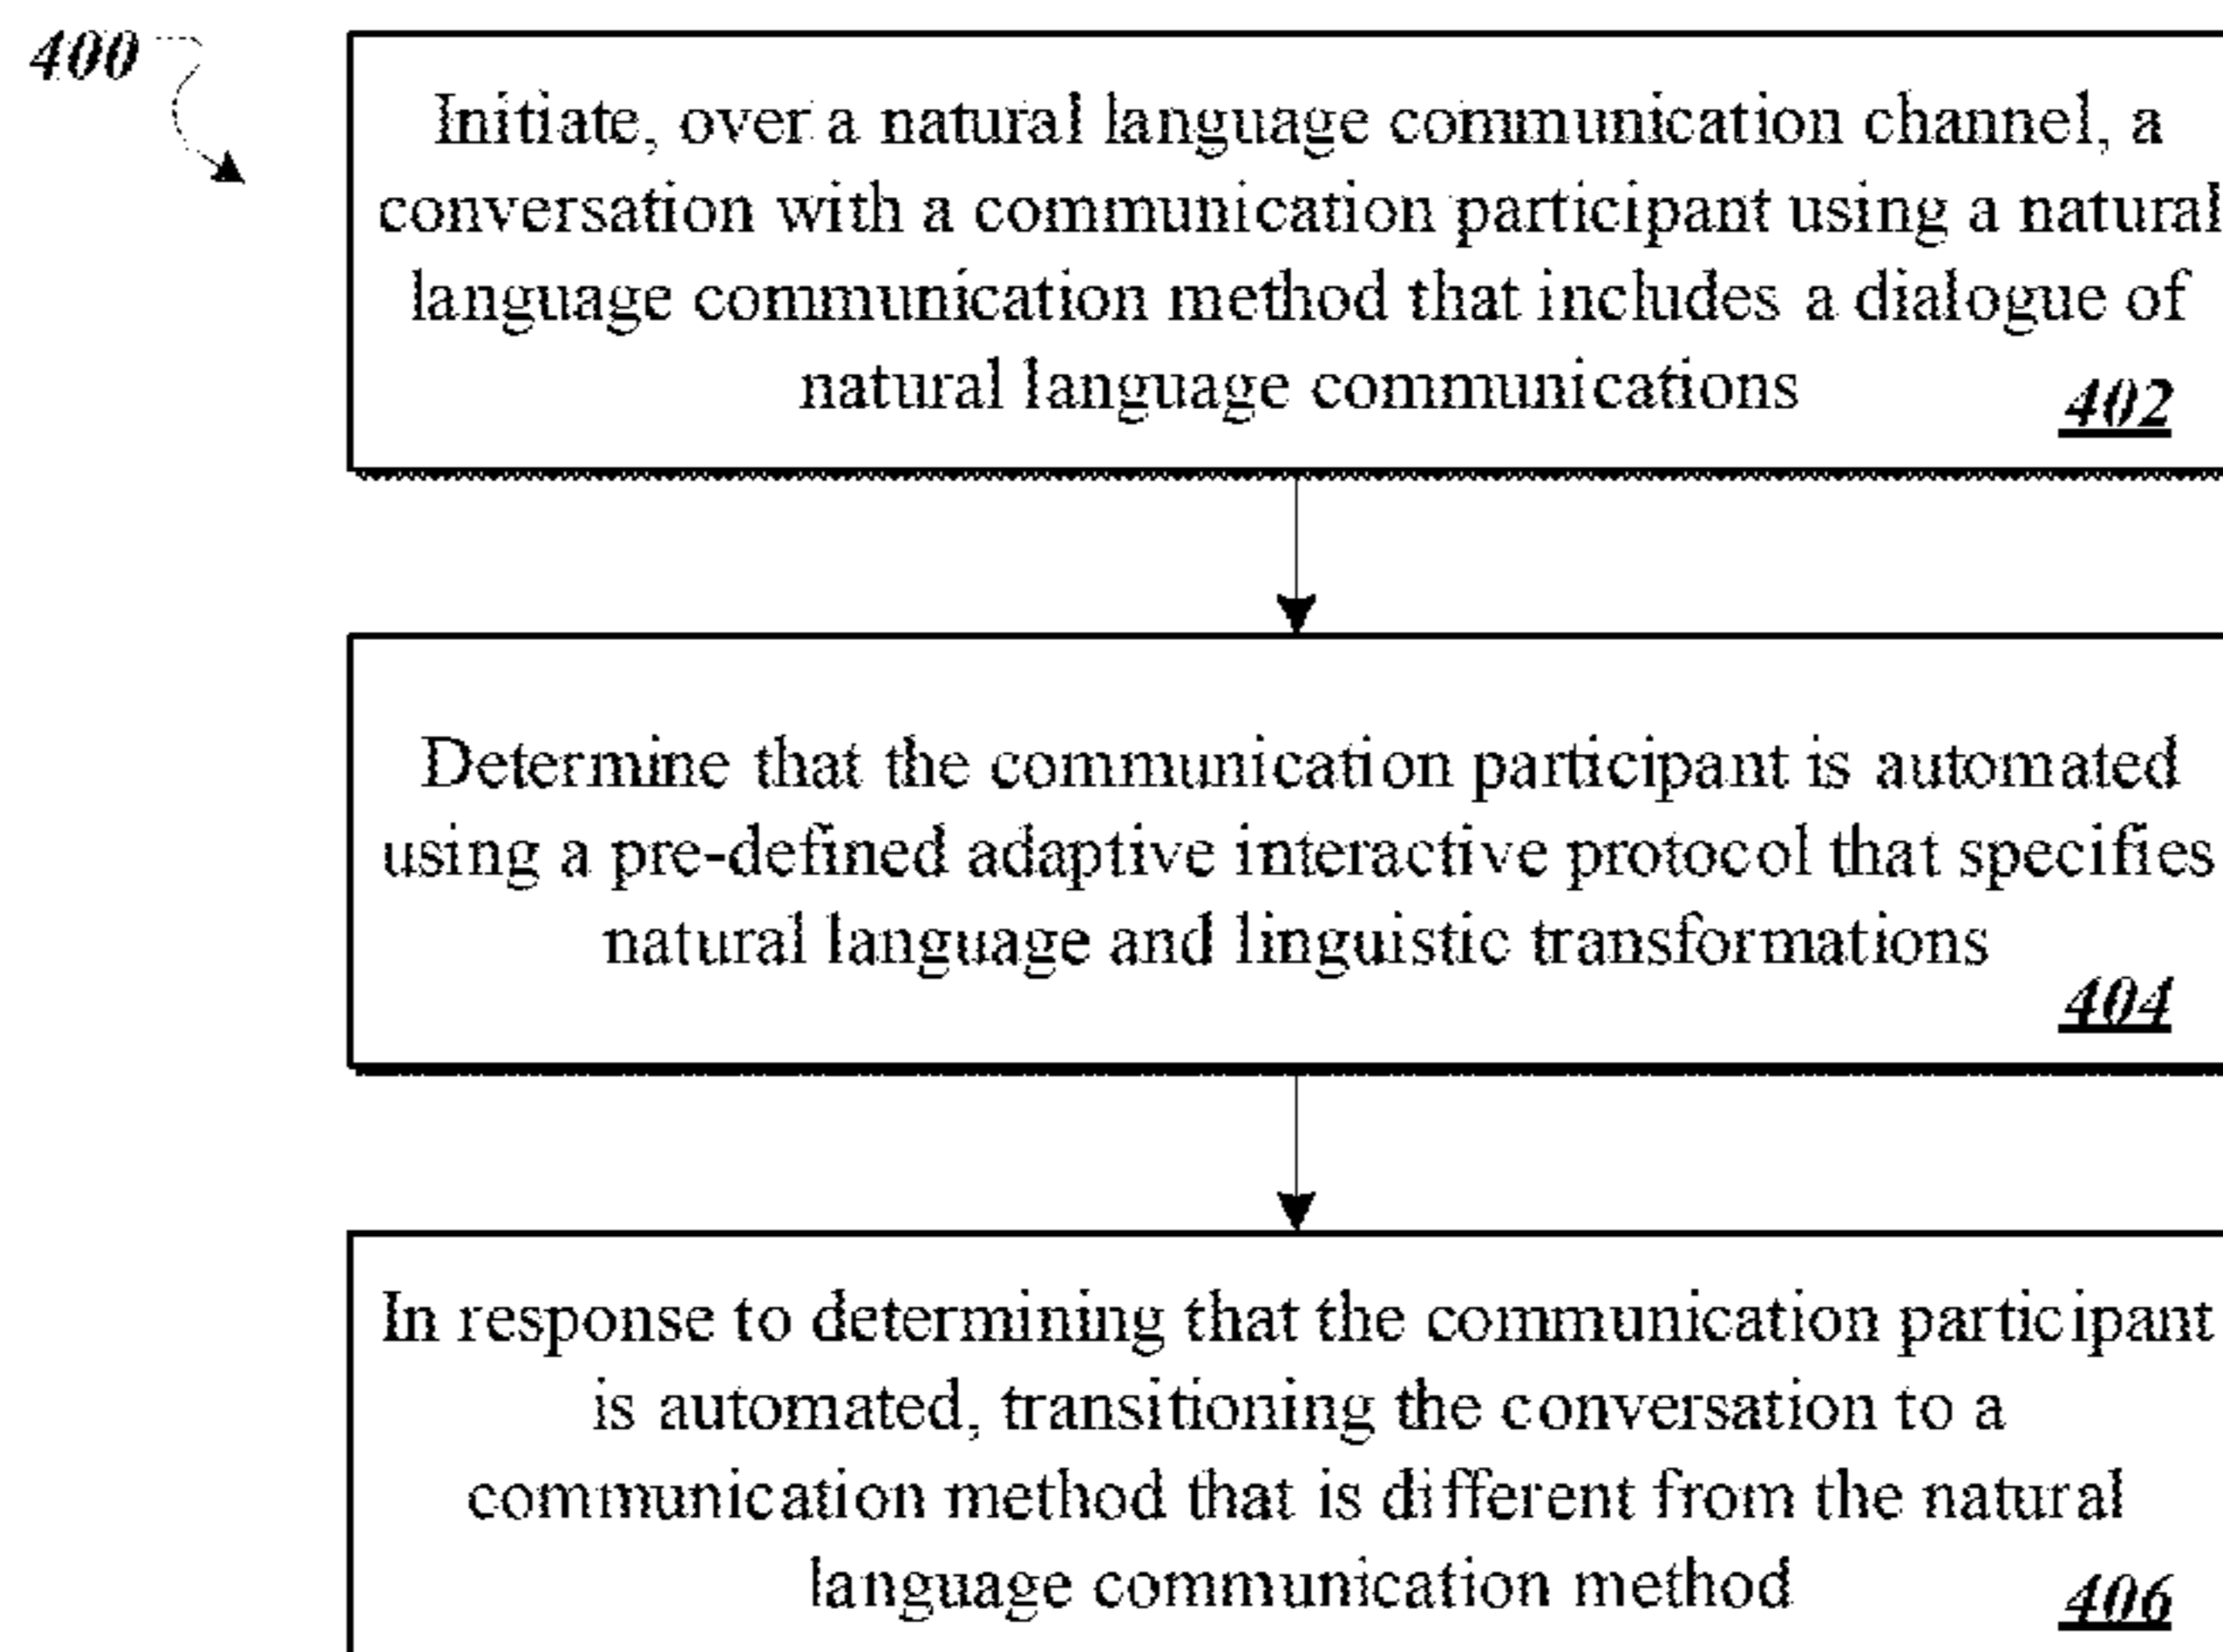 400
Initiate, over a natural language communication channel, a
conversation with a communication participant using a natural
language communication method that includes a dialogue of
natural language communications
402
Determine that the communication participant is automated
using a pre-defined adaptive interactive protocol that specifies
natural language and linguistic transformations
404
In response to determining that the communication participant
is automated, transitioning the conversation to a
communication method that is different from the natural
language communication method
406